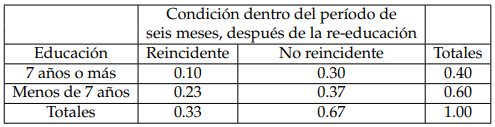 Condición dentro del período de
seis meses, después de la re-educación
Educación Reincidente No reincidente Totales
7 años o más 0.10 0.30 0.40
Menos de 7 años 0.23 0.37 0.60
Totales 0.33 0.67 1.00